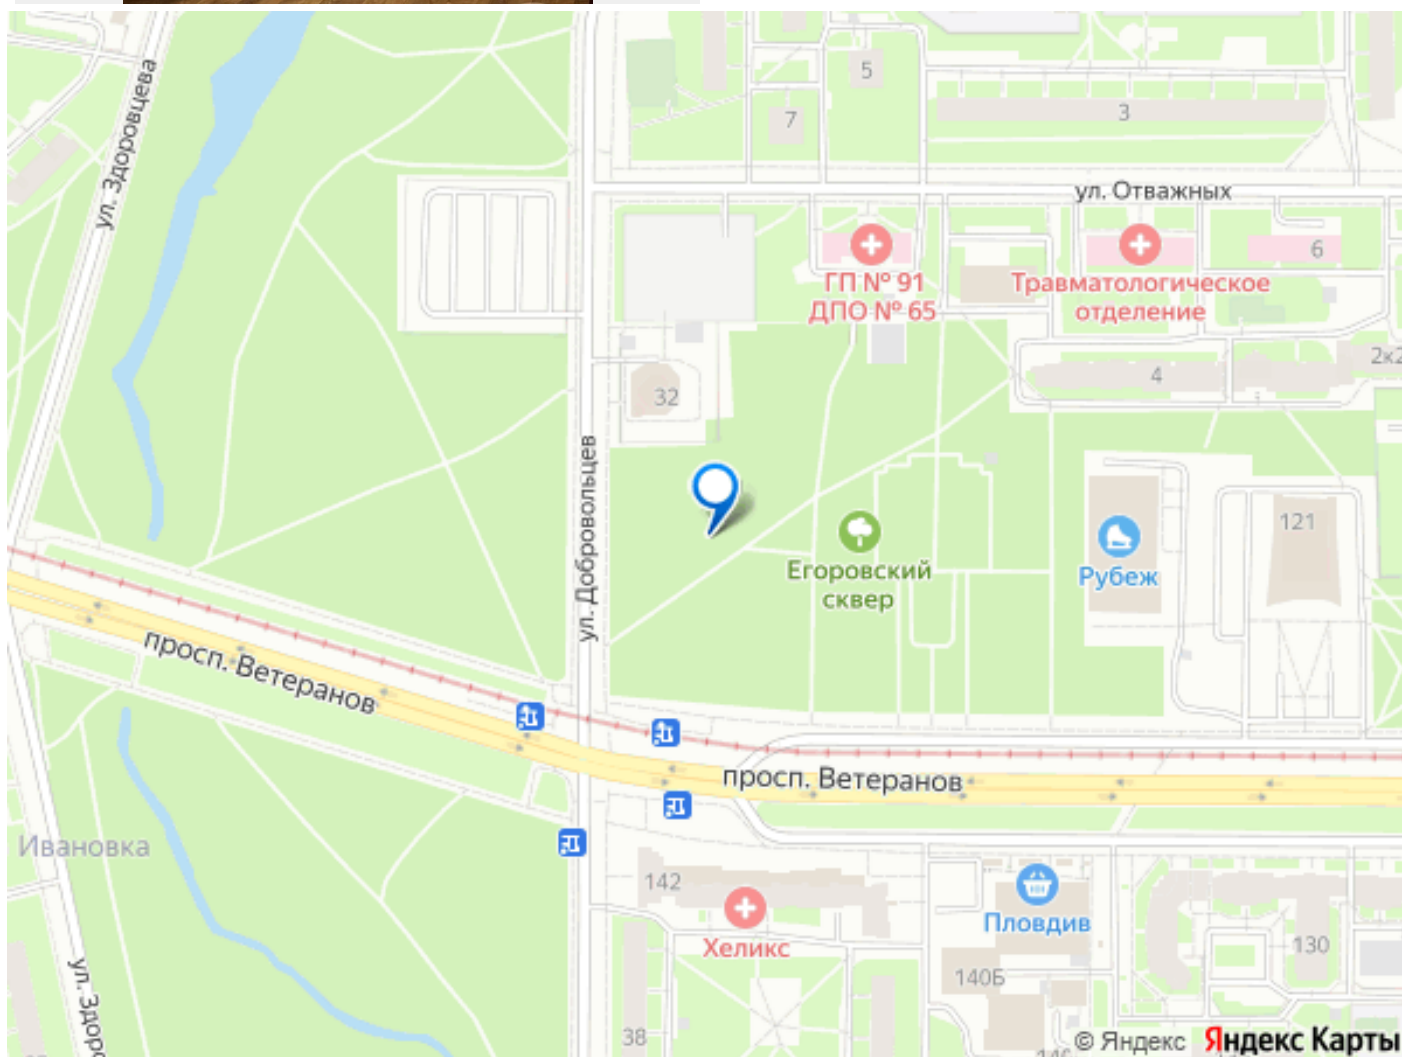 5
3
7
ул. Здоровцева
ул. Отважных
6
ГП № 91
ДПО № 65
Травматологическое
отделение
2к2
4
32
ул. Добровольцев
121
Егоровский
сквер
Рубеж
просп. Ветеранов
просп. Ветеранов
Ивановка
142
Хеликс
Пловдив
130
140Б
38
ул. Здоро
© Яндекс Яндекс Карты